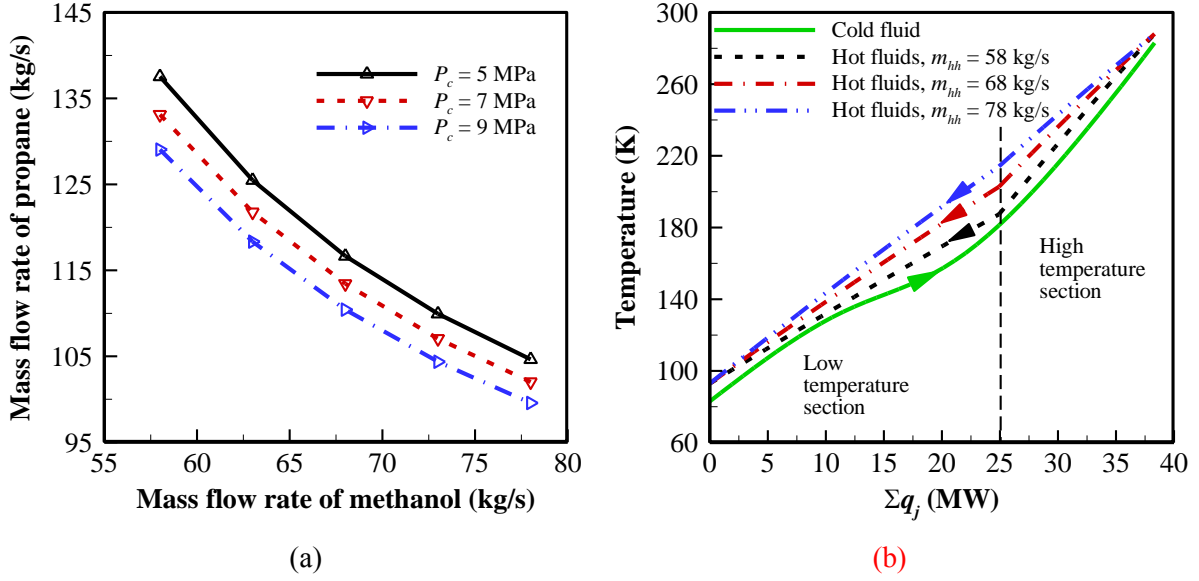 145
135
125
115
105
95
55
60
65
70
75
80
Mass flow rate of propane (kg/s)
Mass flow rate of methanol (kg/s)
P_c = 5 MPa
P_c = 7 MPa
P_c = 9 MPa
(a)
300
260
220
180
140
100
60
0
5
10
15
20
25
30
35
40
Temperature (K)
Σq_j (MW)
Cold fluid
Hot fluids, m_hh = 58 kg/s
Hot fluids, m_hh = 68 kg/s
Hot fluids, m_hh = 78 kg/s
High
temperature
section
Low
temperature
section
(b)